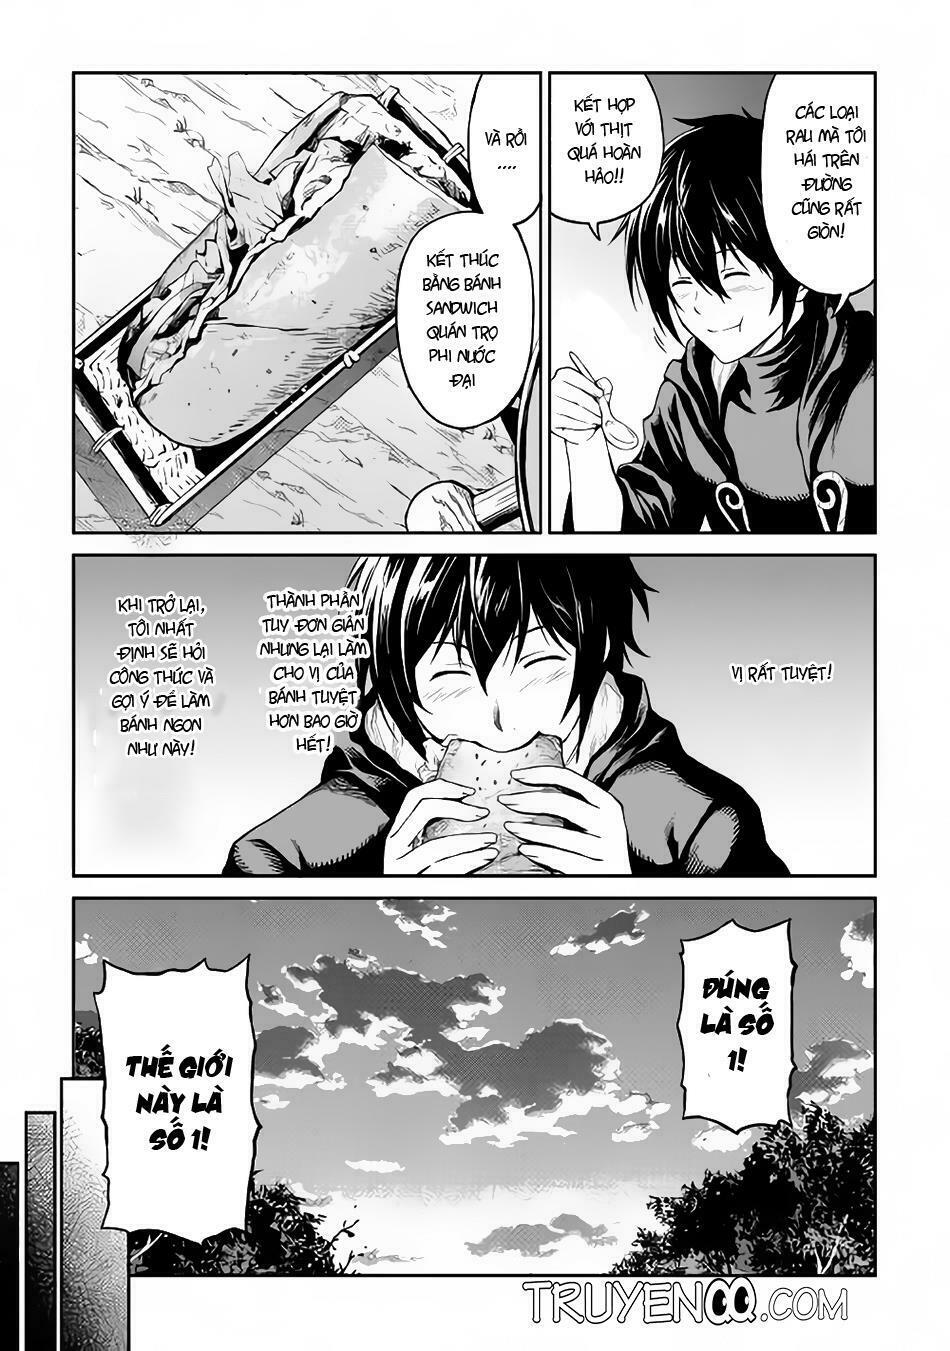 CÁC LOẠI
RAU MÀ TÔI
HÁI TRÊN
ĐƯỜNG
CŨNG RẤT
GIÒN!
KẾT HỢP
VỚI THỊT
QUÁ HOÀN
HẢO!!
VÀ RỒI
.....
KẾT THÚC
BẰNG BÁNH
SANDWICH
QUÁN TRỌ
PHI NƯỚC
ĐẠI
VỊ RẤT TUYỆT!
THÀNH PHẦN
TUY ĐƠN GIẢN
NHƯNG LẠI LÀM
CHO VỊ CỦA
BÁNH TUYỆT
HƠN BAO GIỜ
HẾT!
KHI TRỞ LẠI,
TÔI NHẤT
ĐỊNH SẼ HỎI
CÔNG THỨC VÀ
GỢI Ý ĐỂ LÀM
BÁNH NGON
NHƯ NÀY!
ĐÚNG
LÀ SỐ
1!
THẾ GIỚI
NÀY LÀ
SỐ 1!
TRUYENQQ.COM